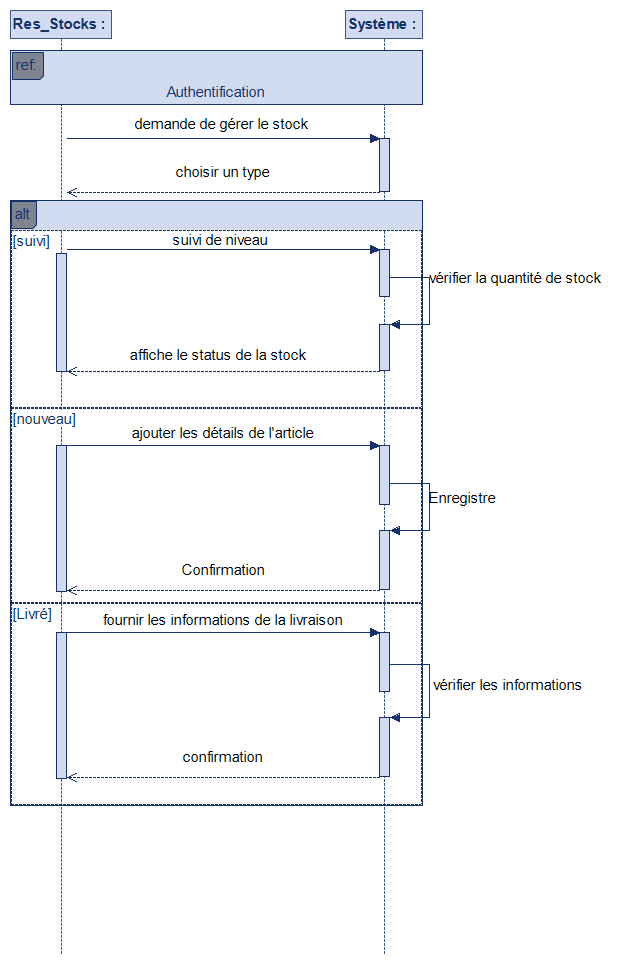 Res_Stocks :
Système :
ref:
Authentification
demande de gérer le stock
choisir un type
alt
[suivi]
suivi de niveau
vérifier la quantité de stock
affiche le status de la stock
[nouveau]
ajouter les détails de l'article
Enregistre
Confirmation
[Livré]
fournir les informations de la livraison
vérifier les informations
confirmation